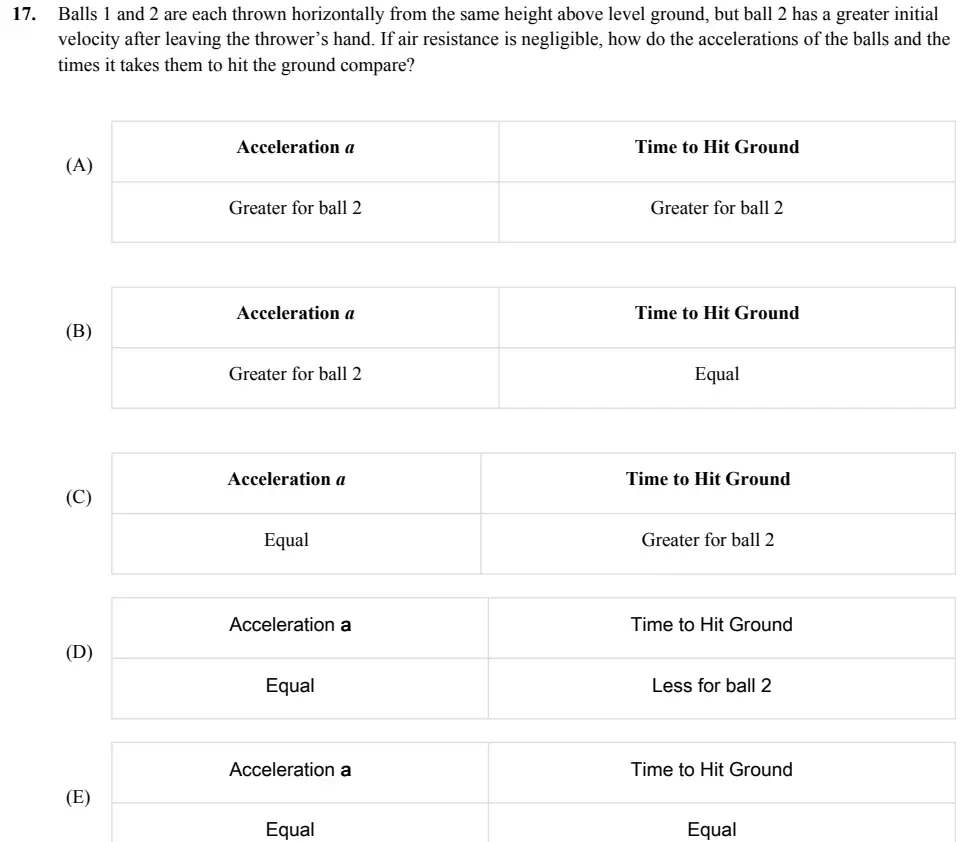 17. Balls 1 and 2 are each thrown horizontally from the same height above level ground, but ball 2 has a greater initial
velocity after leaving the thrower’s hand. If air resistance is negligible, how do the accelerations of the balls and the
times it takes them to hit the ground compare?
(A)
Acceleration a Time to Hit Ground
Greater for ball 2 Greater for ball 2
(B)
Acceleration a Time to Hit Ground
Greater for ball 2 Equal
(C)
Acceleration a Time to Hit Ground
Equal Greater for ball 2
(D)
Acceleration a Time to Hit Ground
Equal Less for ball 2
(E)
Acceleration a Time to Hit Ground
Equal Equal